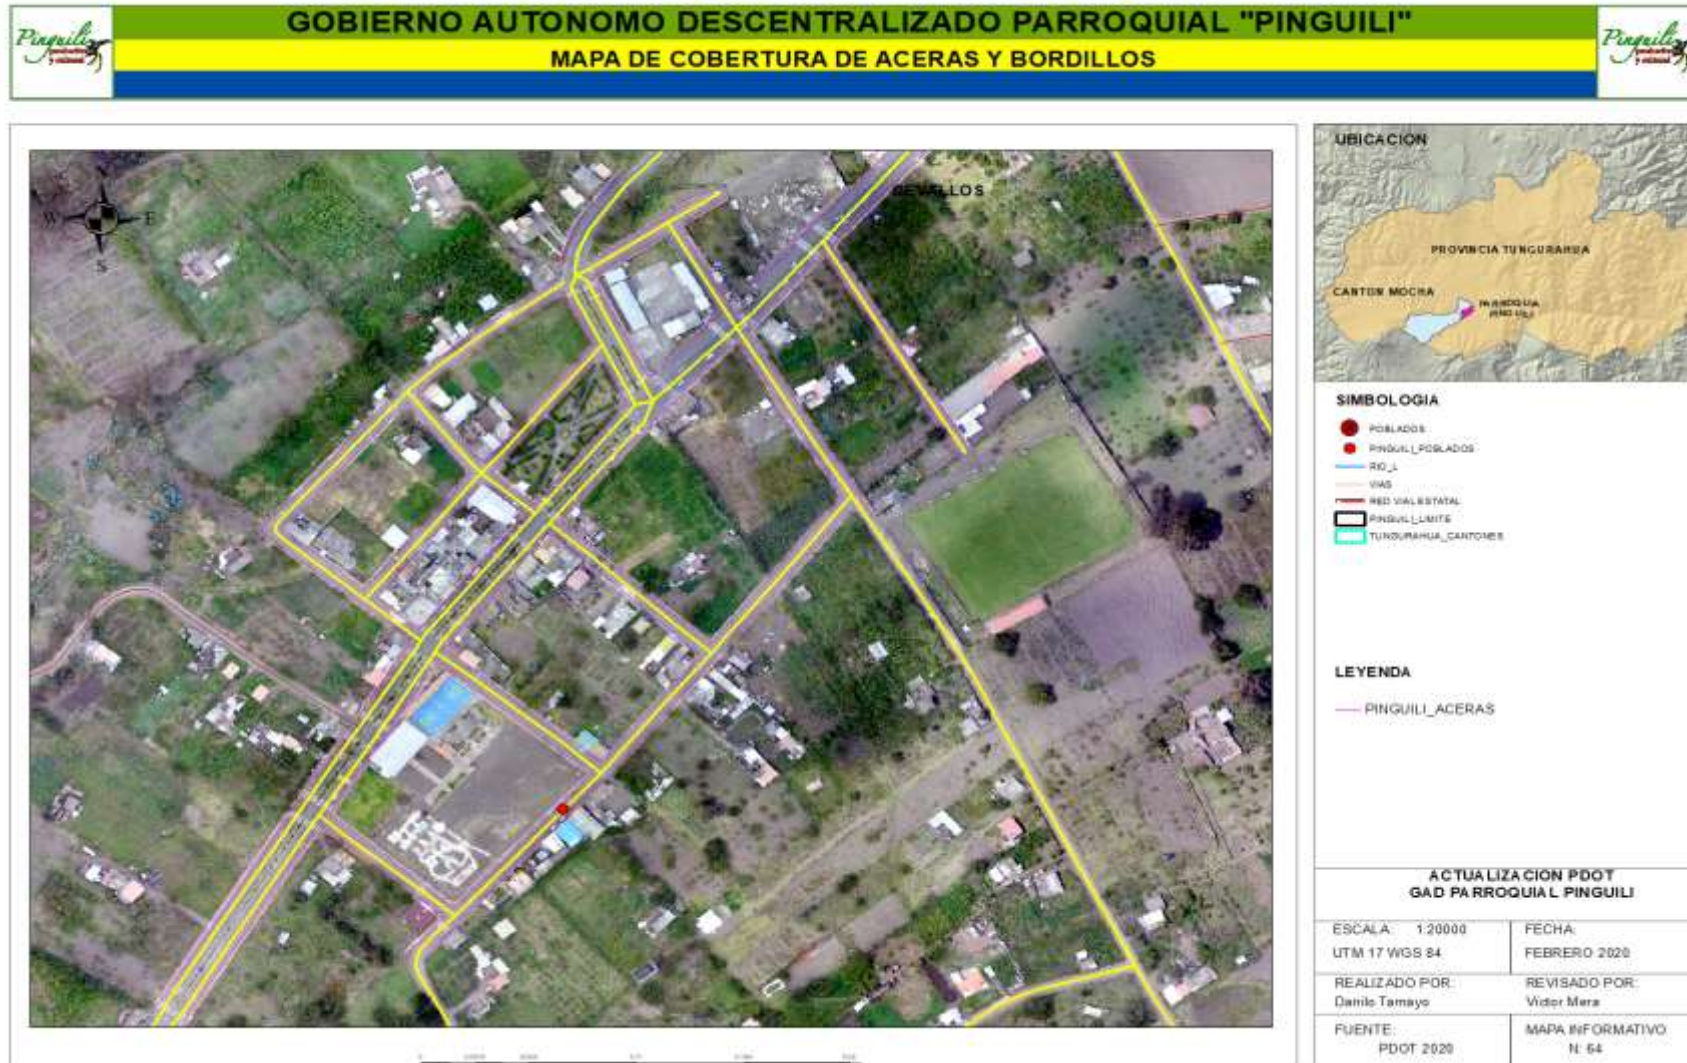 GOBIERNO AUTONOMO DESCENTRALIZADO PARROQUIAL "PINGUILI"
MAPA DE COBERTURA DE ACERAS Y BORDILLOS
Pinguili
Pinguili
W E
S
UBICACION
PROVINCIA TUNGURAHUA
CANTON MOCHA
PARROQUIA
PINGUILI
SIMBOLOGIA
POBLADOS
PINGUILI_POBLADOS
RIO_L
VIAS
RED VIAL ESTATAL
PINGUILI_LIMITE
TUNGURAHUA_CANTONES
LEYENDA
PINGUILI_ACERAS
ACTUALIZACION PDOT
GAD PARROQUIAL PINGUILI
ESCALA: 1:20000
UTM 17 WGS 84
FECHA:
FEBRERO 2020
REALIZADO POR:
Danilo Tamayo
REVISADO POR:
Victor Mera
FUENTE:
PDOT 2020
MAPA INFORMATIVO
N: 64